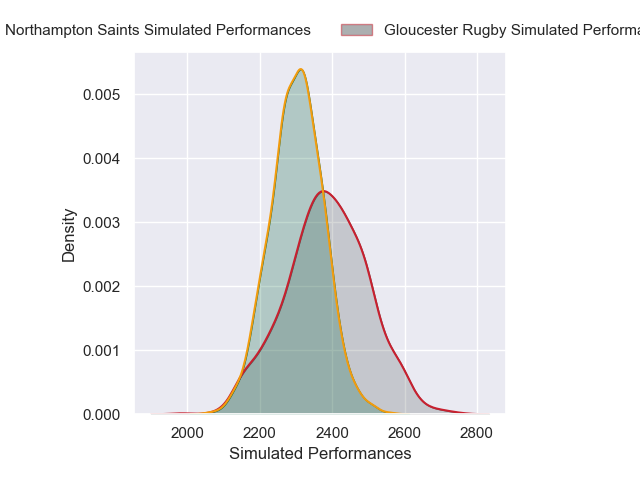 Northampton Saints Simulated Performances
Gloucester Rugby Simulated Performa
0.005
0.004
0.003
0.002
0.001
0.000
Density
2000 2200 2400 2600 2800
Simulated Performances